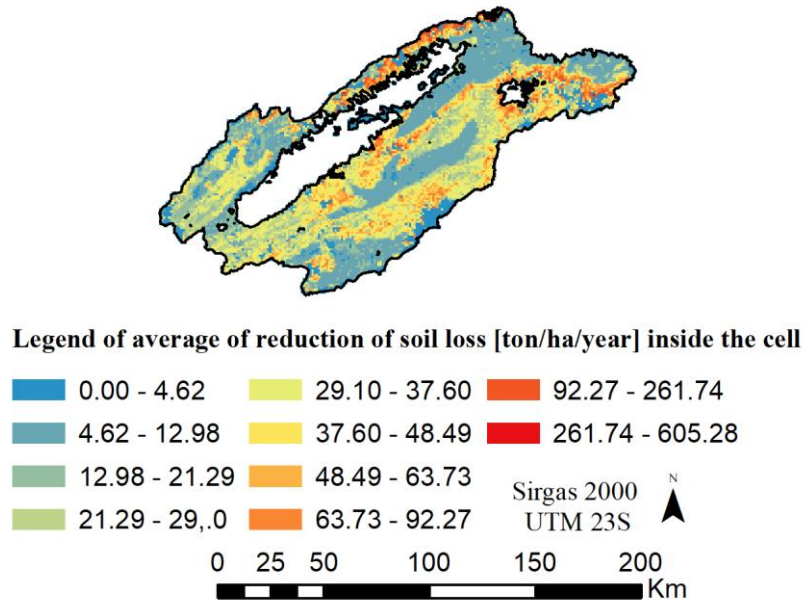 Legend of average of reduction of soil loss [ton/ha/year] inside the cell
0.00 - 4.62
4.62 - 12.98
12.98 - 21.29
21.29 - 29,.0
29.10 - 37.60
37.60 - 48.49
48.49 - 63.73
63.73 - 92.27
92.27 - 261.74
261.74 - 605.28
Sirgas 2000
UTM 23S
N
0 25 50 100 150 200
Km